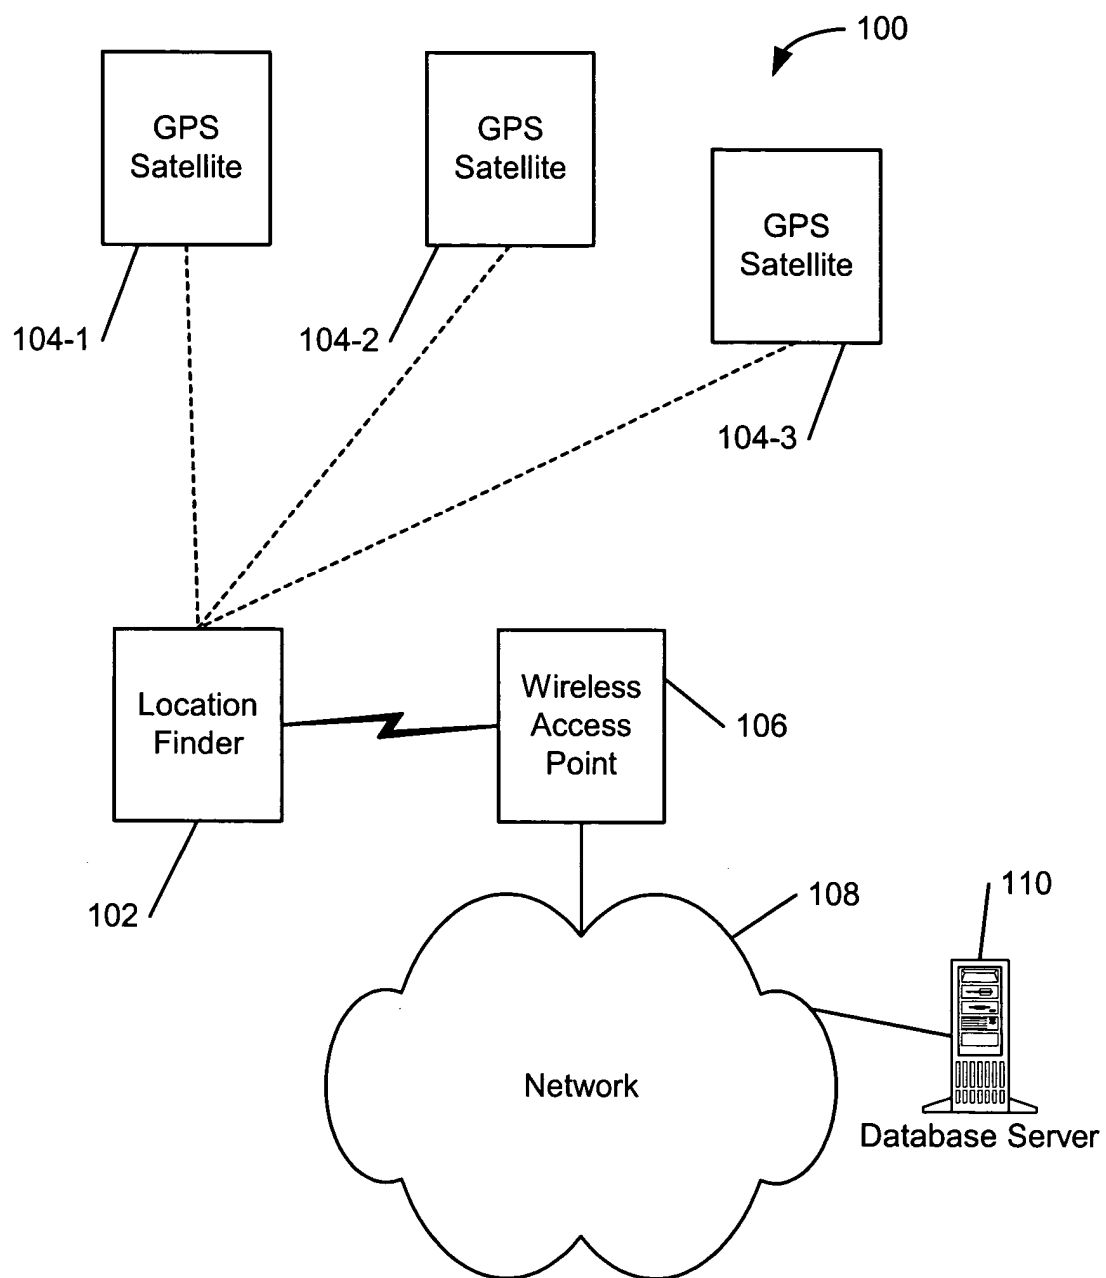 100
GPS
Satellite
GPS
Satellite
GPS
Satellite
104-1
104-2
104-3
Location
Finder
Wireless
Access
Point
106
102
108
110
Network
Database Server